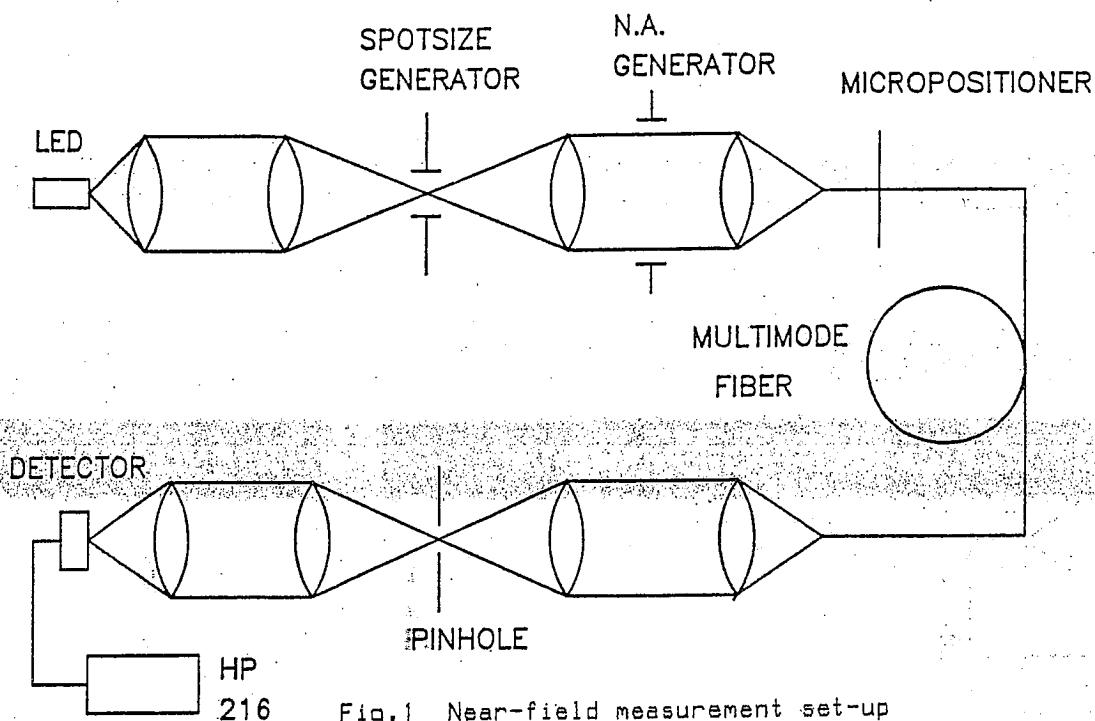 SPOTSIZE
GENERATOR
N.A.
GENERATOR
MICROPOSITIONER
LED
MULTIMODE
FIBER
DETECTOR
PINHOLE
HP
216
Fig.1 Near-field measurement set-up